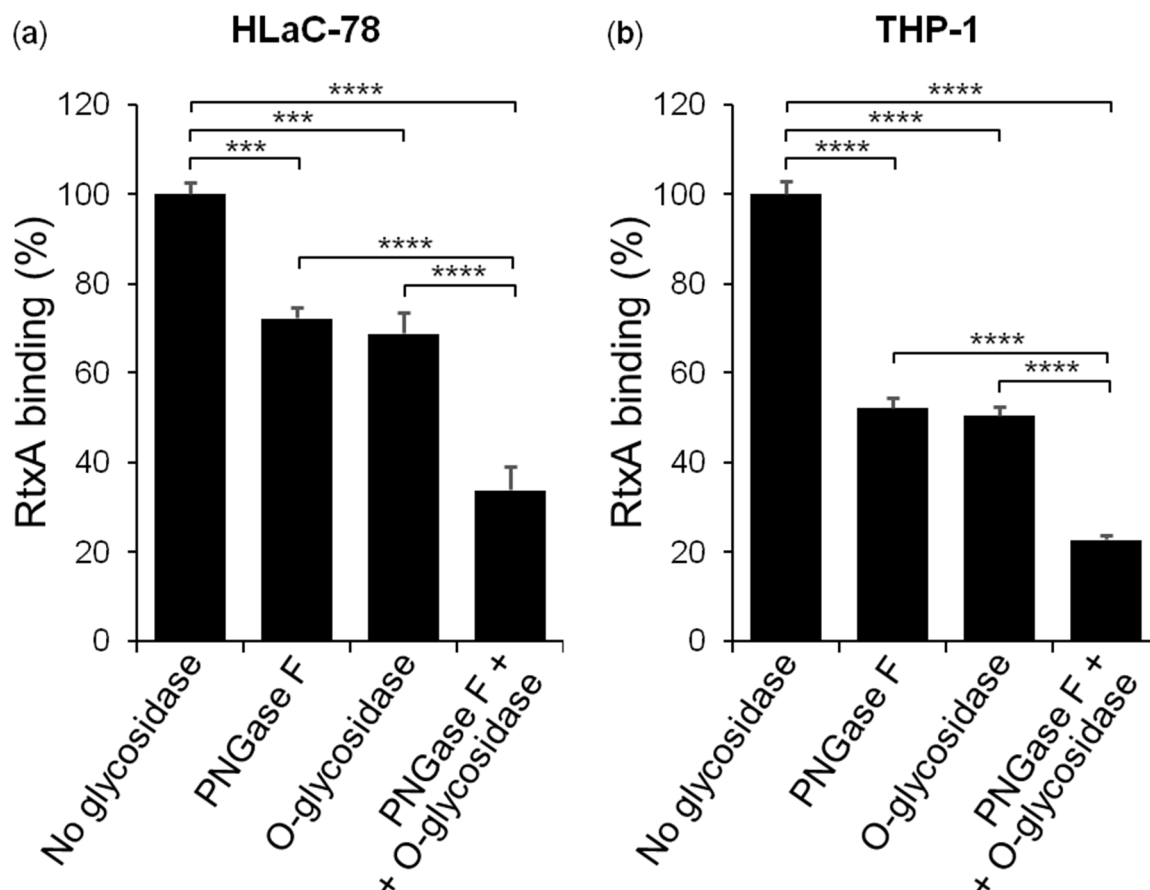 (a) HLaC-78
RtxA binding (%)
120
100
80
60
40
20
0
****
***
***
****
****
No glycosidase
PNGase F
O-glycosidase
PNGase F +
+ O-glycosidase
(b) THP-1
RtxA binding (%)
120
100
80
60
40
20
0
****
****
****
****
****
No glycosidase
PNGase F
O-glycosidase
PNGase F +
+ O-glycosidase